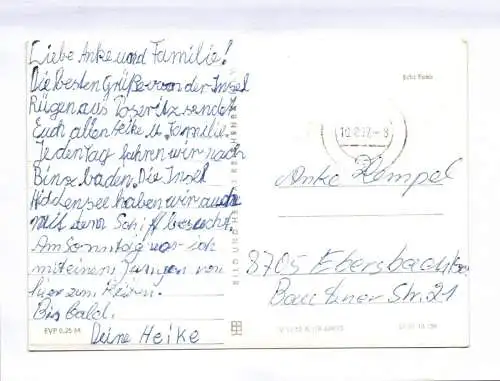 Liebe Anke und Familie!
Die besten Grüße von der Insel
Rügen aus Poseritz senden
Euch allen Heike u. Familie.
Jeden Tag fahren wir nach
Binz baden. Die Insel
Hiddensee haben wir auch
mit dem Schiff besucht.
Am Sonntag war ich
mit einem Jungen von
hier zum Reiten.
Bis bald.
Deine Heike
EVP 0,25 M
Echt Foto
Anke Hempel
8705 Ebersbach
Bautzner Str. 21